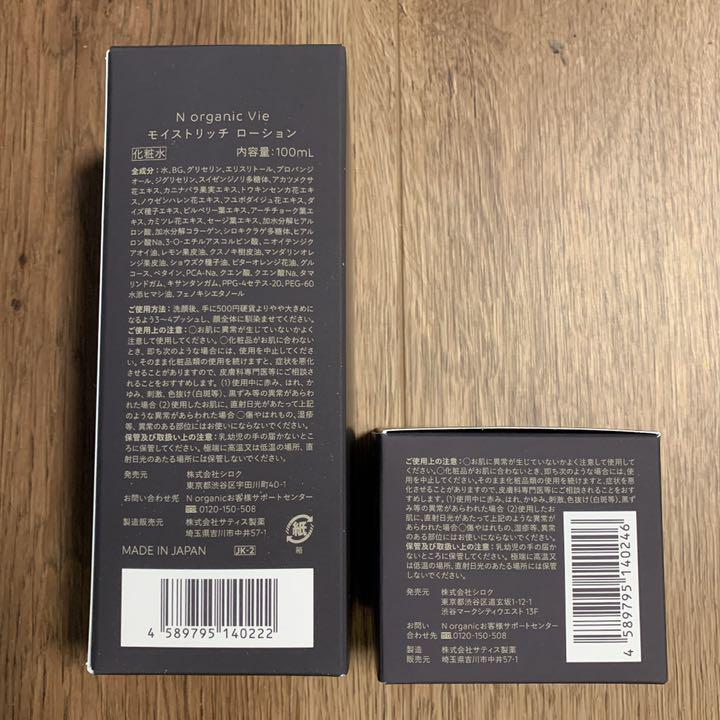 N organic Vie
モイストリッチ ローション
化粧水 内容量：100mL
全成分：水、BG、グリセリン、エリスリトール、プロパンジ
オール、ジグリセリン、スイゼンジノリ多糖体、アカツメクサ
花エキス、カニナバラ果実エキス、トウキンセンカ花エキ
ス、ノウゼンハレン花エキス、フユボダイジュ花エキス、ダ
イズ種子エキス、ビルベリー葉エキス、アーチチョーク葉エ
キス、カミツレ花エキス、セージ葉エキス、加水分解ヒアル
ロン酸、加水分解コラーゲン、シロキクラゲ多糖体、ヒアル
ロン酸Na、3-O-エチルアスコルビン酸、ニオイテンジク
アオイ油、レモン果皮油、クスノキ樹皮油、マンダリンオレ
ンジ果皮油、ショウズク種子油、ビターオレンジ花油、グル
コース、ベタイン、PCA-Na、クエン酸、クエン酸Na、タマ
リンドガム、キサンタンガム、PPG-4セテス-20、PEG-60
水添ヒマシ油、フェノキシエタノール
ご使用方法：洗顔後、手に500円硬貨よりやや大きめに
なるよう3〜4プッシュし、顔全体に馴染ませてください。
ご使用上の注意：○お肌に異常が生じていないかよく
注意して使用してください。○化粧品がお肌に合わない
とき、即ち次のような場合には、使用を中止してくださ
い。そのまま化粧品類の使用を続けますと、症状を悪化
させることがありますので、皮膚科専門医等にご相談さ
れることをおすすめします。(1)使用中に赤み、はれ、か
ゆみ、刺激、色抜け(白斑等)、黒ずみ等の異常があらわ
れた場合 (2)使用したお肌に、直射日光があたって上記
のような異常があらわれた場合 ○傷やはれもの、湿疹
等、異常のある部位にはお使いにならないでください。
保管及び取扱い上の注意：乳幼児の手の届かないとこ
ろに保管してください。極端に高温又は低温の場所、直
射日光のあたる場所には保管しないでください。
発売元 株式会社シロク
東京都渋谷区宇田川町40-1
お問い合わせ先 N organicお客様サポートセンター
0120-150-508
製造販売元 株式会社サティス製薬
埼玉県吉川市中井57-1
MADE IN JAPAN JK-2
紙
箱
4 589795 140222
ご使用上の注意：○お肌に異常が生じていないかよく注意して使用してくださ
い。○化粧品がお肌に合わないとき、即ち次のような場合には、使
用を中止してください。そのまま化粧品類の使用を続けますと、症状を悪
化させることがありますので、皮膚科専門医等にご相談されることをおすす
めします。(1)使用中に赤み、はれ、かゆみ、刺激、色抜け(白斑等)、黒ず
み等の異常があらわれた場合 (2)使用したお肌
に、直射日光があたって上記のような異常があら
われた場合○傷やはれもの、湿疹等、異常のあ
る部位にはお使いにならないでください。
保管及び取扱い上の注意：乳幼児の手の届かな
いところに保管してください。極端に高温又
は低温の場所、直射日光のあたる場所には保管
しないでください。
発売元 株式会社シロク
東京都渋谷区道玄坂1-12-1
渋谷マークシティウエスト 13F
お問い N organicお客様サポートセンター
合わせ先 0120-150-508
製造 株式会社サティス製薬
販売元 埼玉県吉川市中井57-1
4 589795 140246